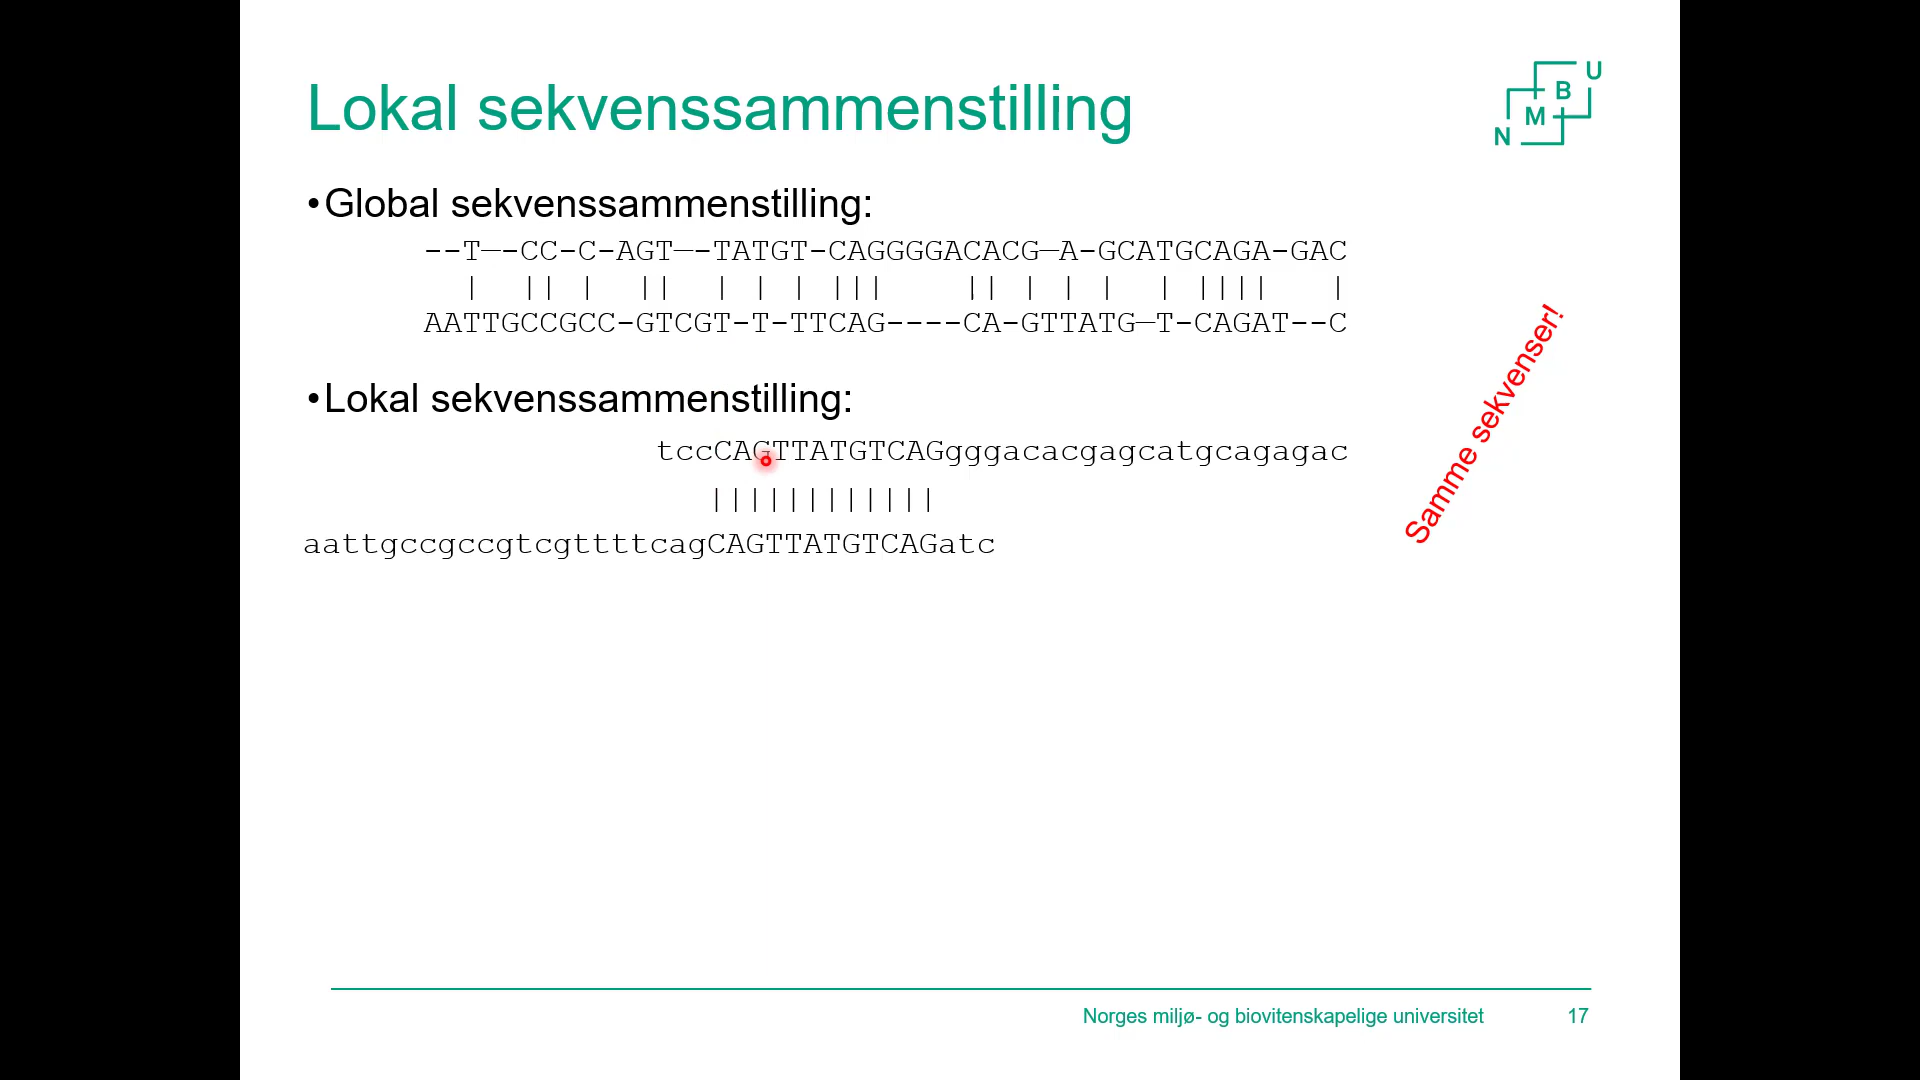 Lokal sekvenssammenstilling
N M B U
•Global sekvenssammenstilling:
--T—-CC-C-AGT—-TATGT-CAGGGGACACG—A-GCATGCAGA-GAC
| || | || | | | ||| || | | | | |||| |
AATTGCCGCC-GTCGT-T-TTCAG----CA-GTTATG—T-CAGAT--C
•Lokal sekvenssammenstilling:
tccCAGTTATGTCAGgggacacgagcatgcagagac
||||||||||||
aattgccgccgtcgttttcagCAGTTATGTCAGatc
Samme sekvenser!
Norges miljø- og biovitenskapelige universitet 17